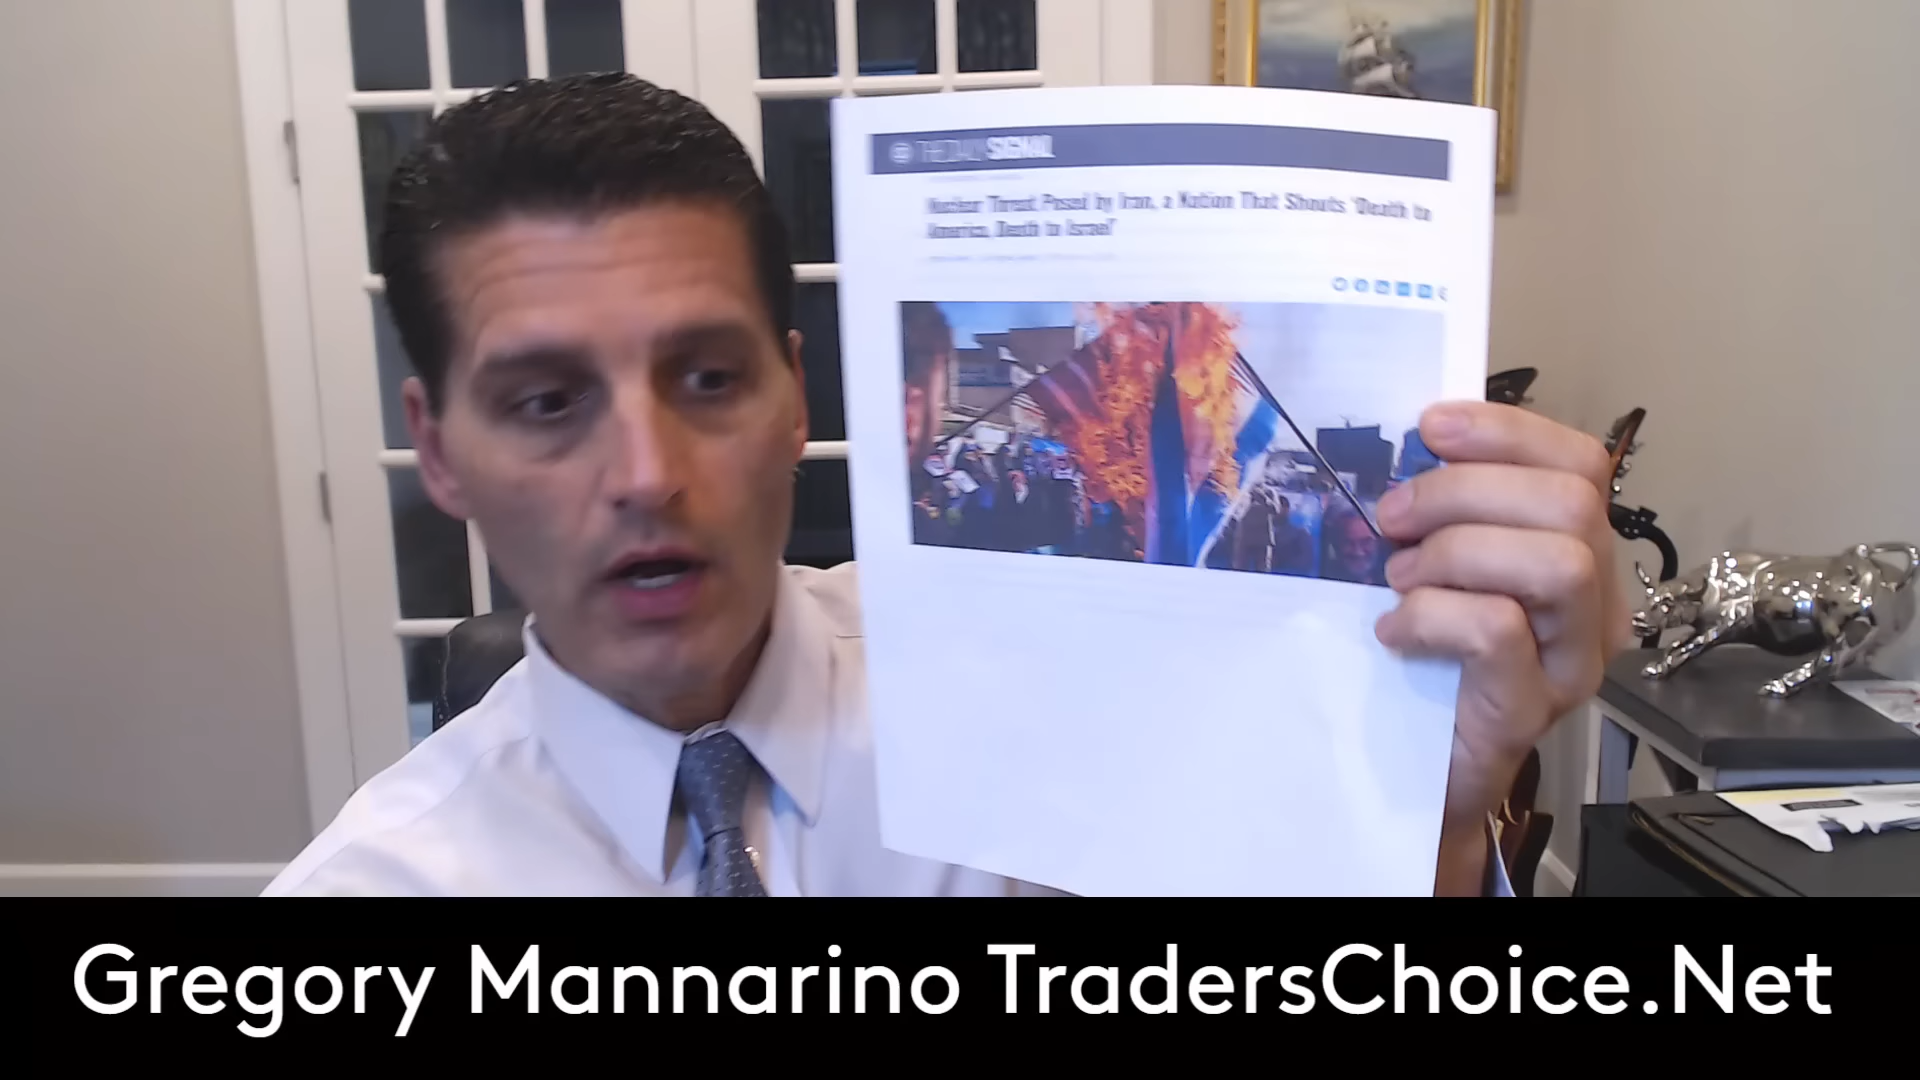 THE DAILY SIGNAL
Nuclear Threat Posed by Iran, a Nation That Shouts 'Death to
America, Death to Israel'
Gregory Mannarino TradersChoice.Net